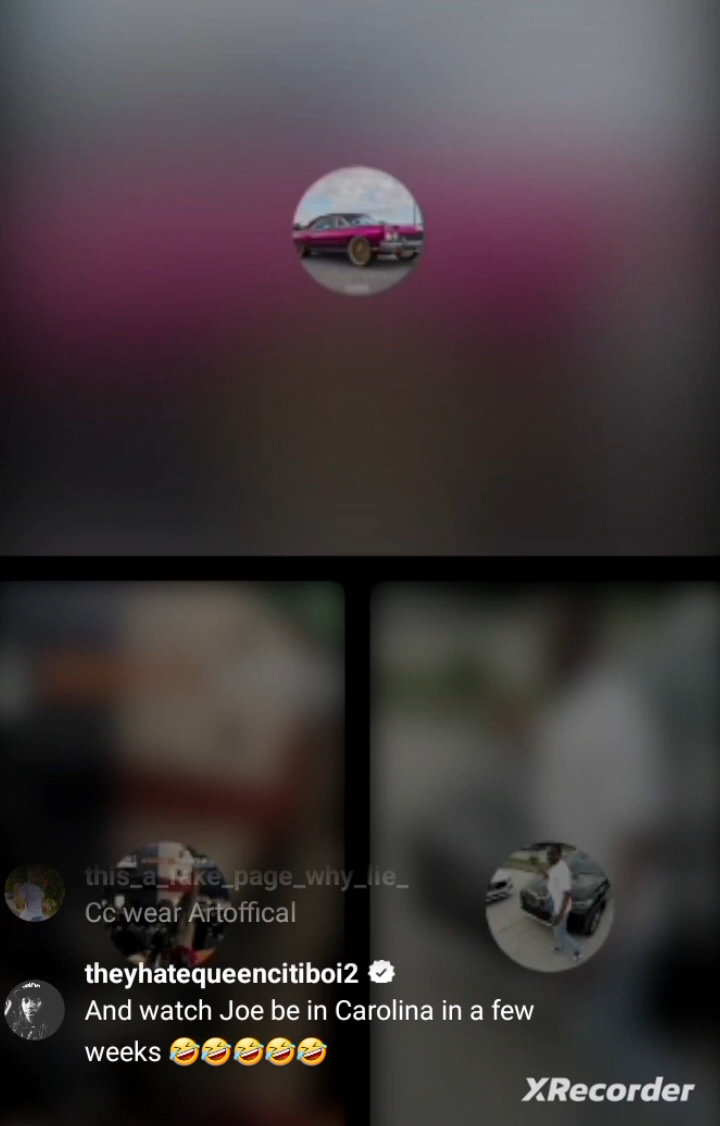 this_a_fake_page_why_lie_
Cc wear Artoffical
theyhatequeencitiboi2
And watch Joe be in Carolina in a few
weeks 🤣🤣🤣🤣🤣
XRecorder